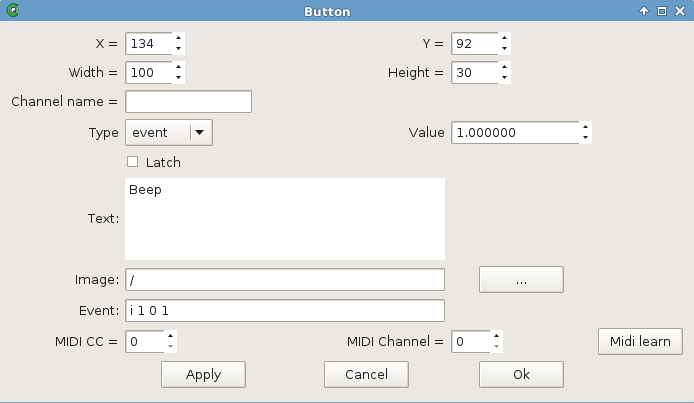 Button
X = 134 Y = 92
Width = 100 Height = 30
Channel name =
Type event Value 1.000000
Latch
Text: Beep
Image: / ...
Event: i 1 0 1
MIDI CC = 0 MIDI Channel = 0 Midi learn
Apply Cancel Ok